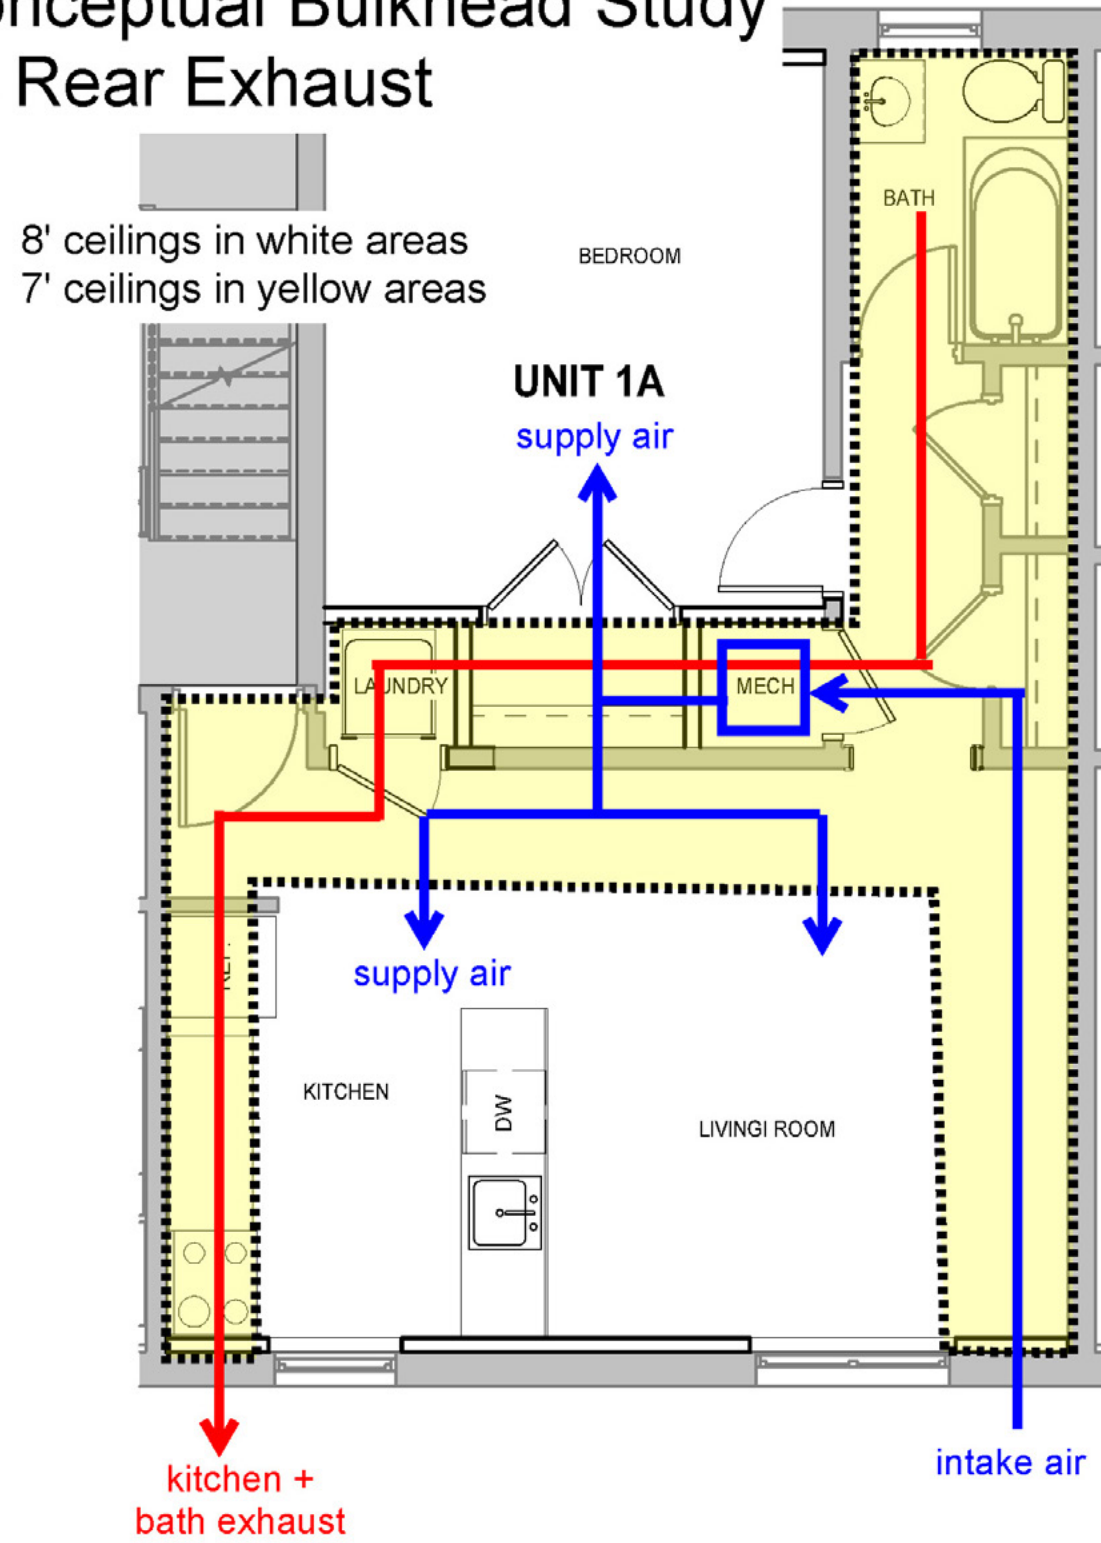 onceptual Bulkhead Study
Rear Exhaust
8' ceilings in white areas
7' ceilings in yellow areas
BATH
BEDROOM
UNIT 1A
supply air
LAUNDRY
MECH
supply air
KITCHEN
DW
LIVINGI ROOM
intake air
kitchen +
bath exhaust